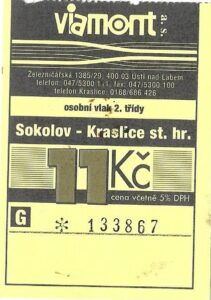 viamont a.s.
Železničářská 1385/29, 400 03 Ústí nad Labem
telefon: 047/5300 111, fax: 047/5300 100
telefon Kraslice: 0168/686 426
osobní vlak 2. třídy
Sokolov - Kraslice st. hr.
11 Kč
cena včetně 5% DPH
G * 133867